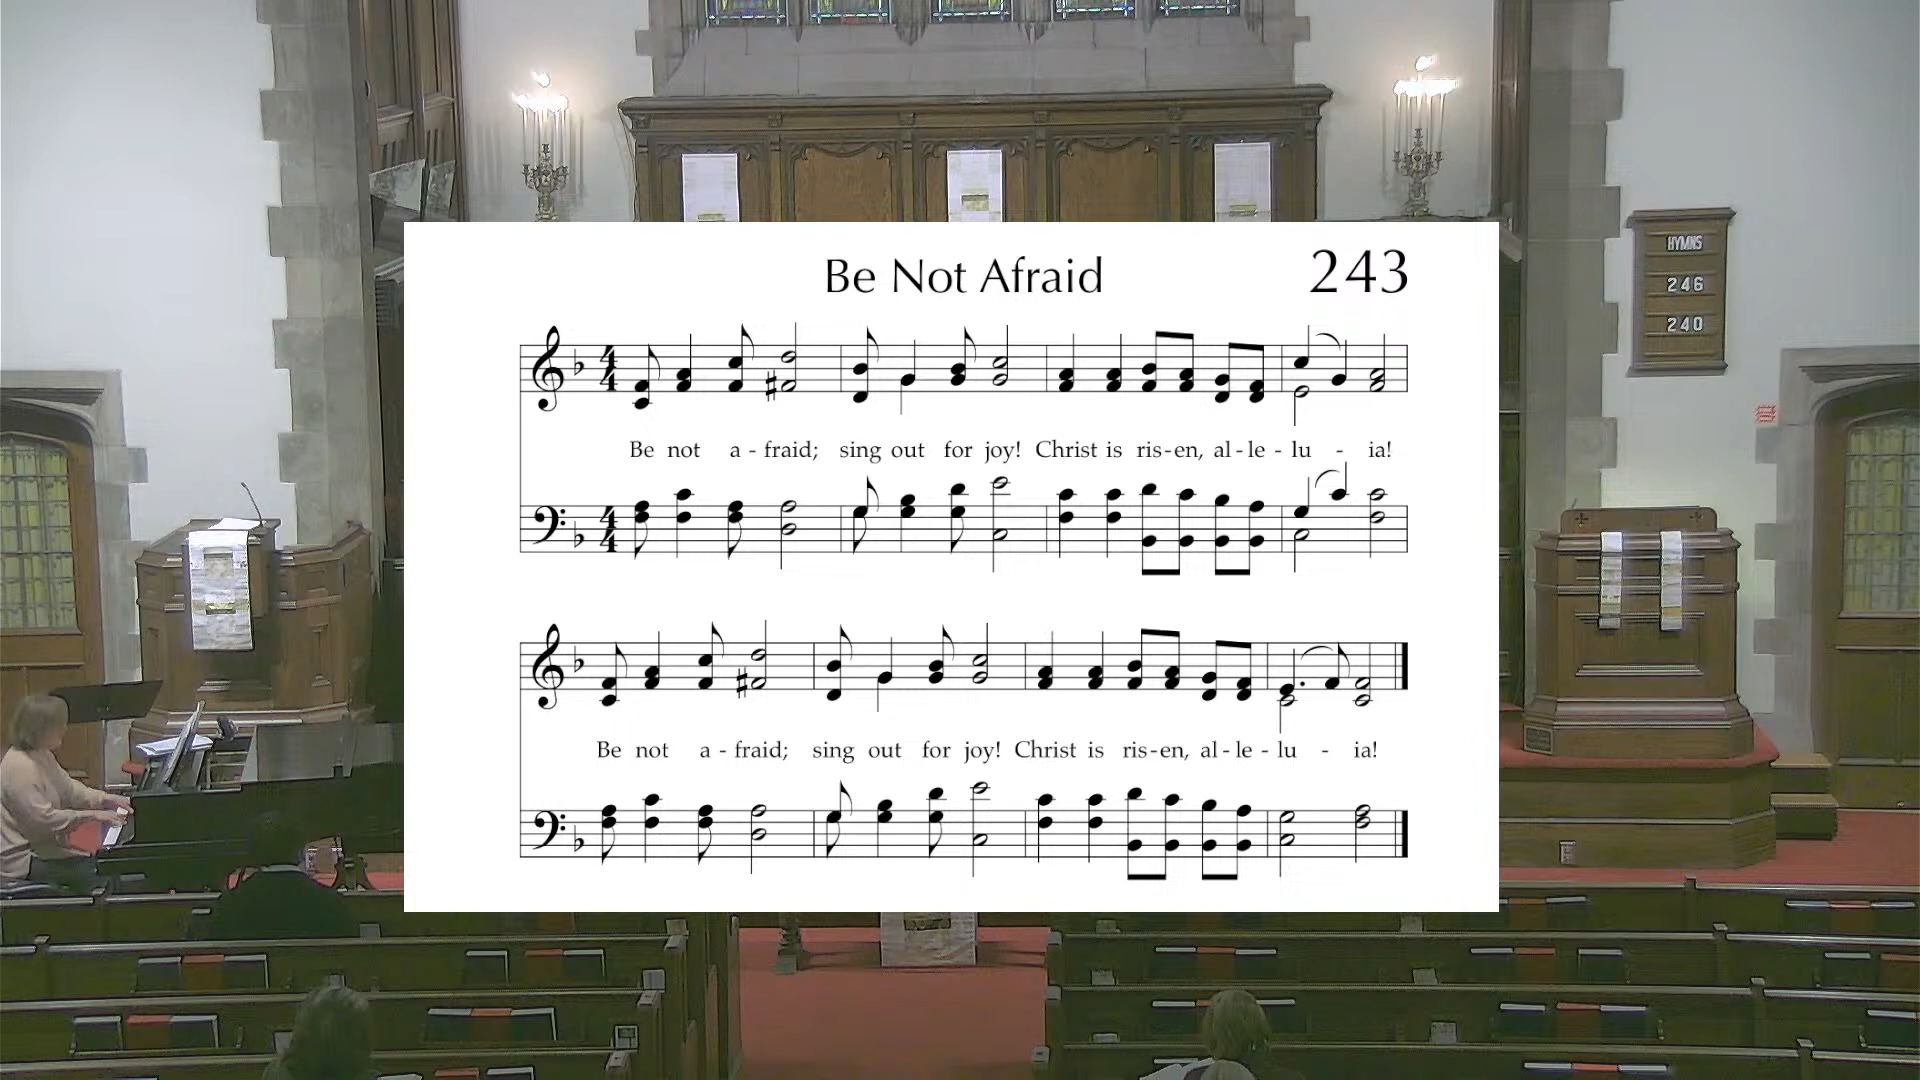 Be Not Afraid 243
Be not a - fraid; sing out for joy! Christ is ris - en, al - le - lu - ia!
Be not a - fraid; sing out for joy! Christ is ris - en, al - le - lu - ia!
HYMNS
246
240